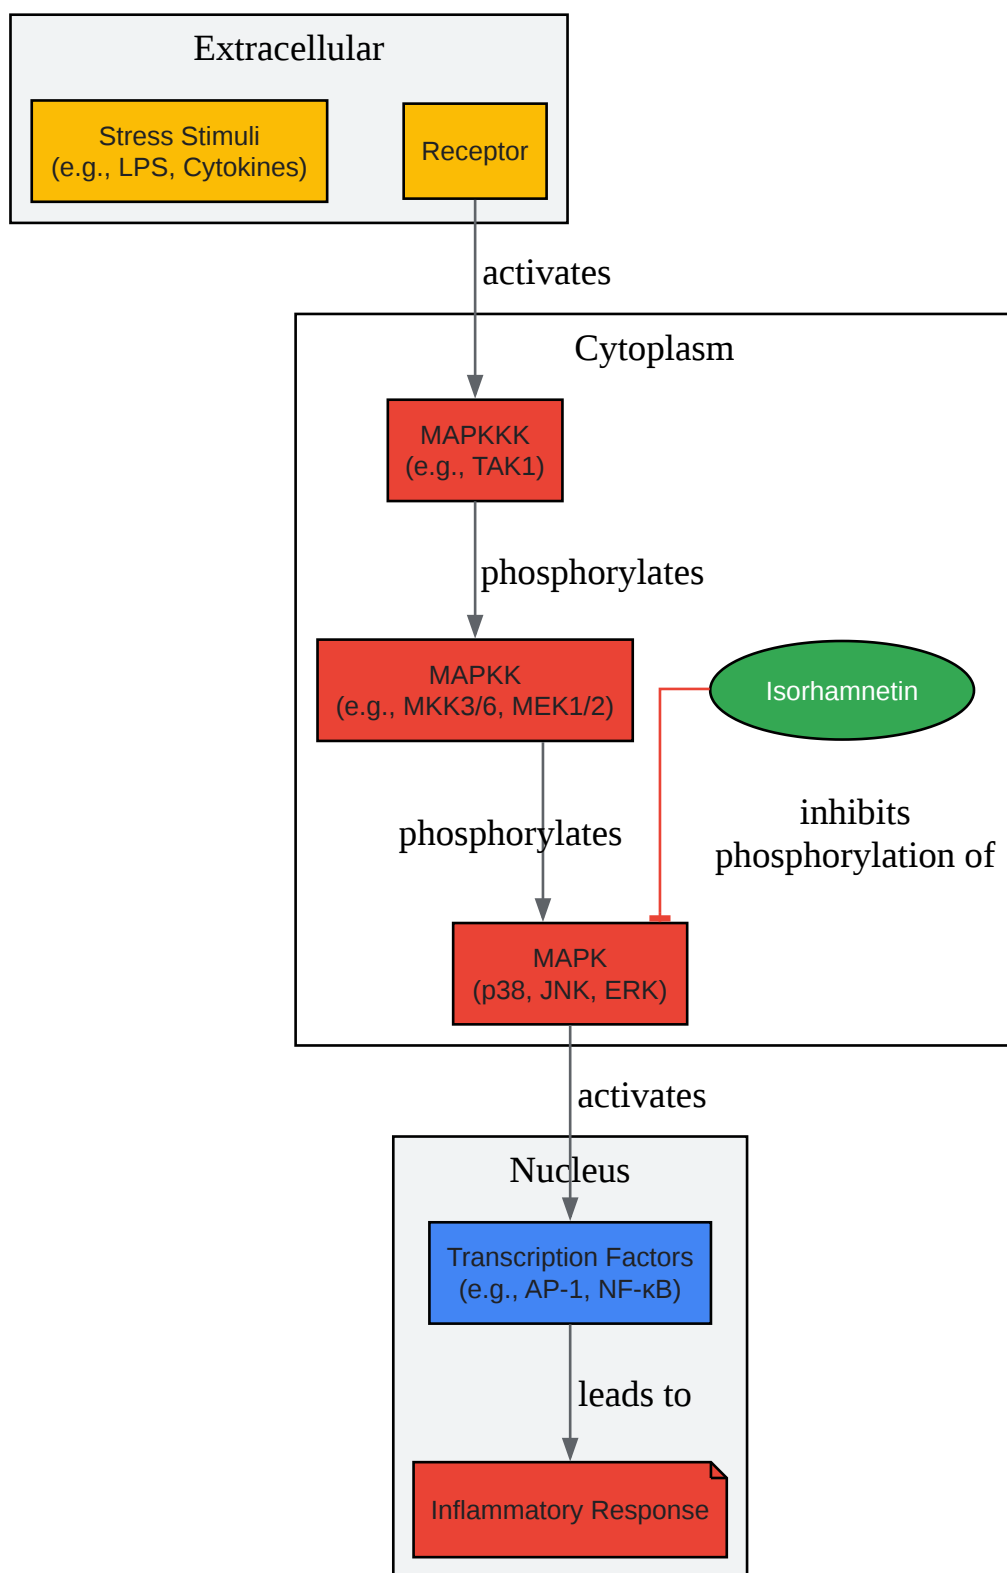 Extracellular
Stress Stimuli
(e.g., LPS, Cytokines)
Receptor
activates
Cytoplasm
MAPKKK
(e.g., TAK1)
phosphorylates
MAPKK
(e.g., MKK3/6, MEK1/2)
Isorhamnetin
phosphorylates
inhibits
phosphorylation of
MAPK
(p38, JNK, ERK)
activates
Nucleus
Transcription Factors
(e.g., AP-1, NF-κB)
leads to
Inflammatory Response